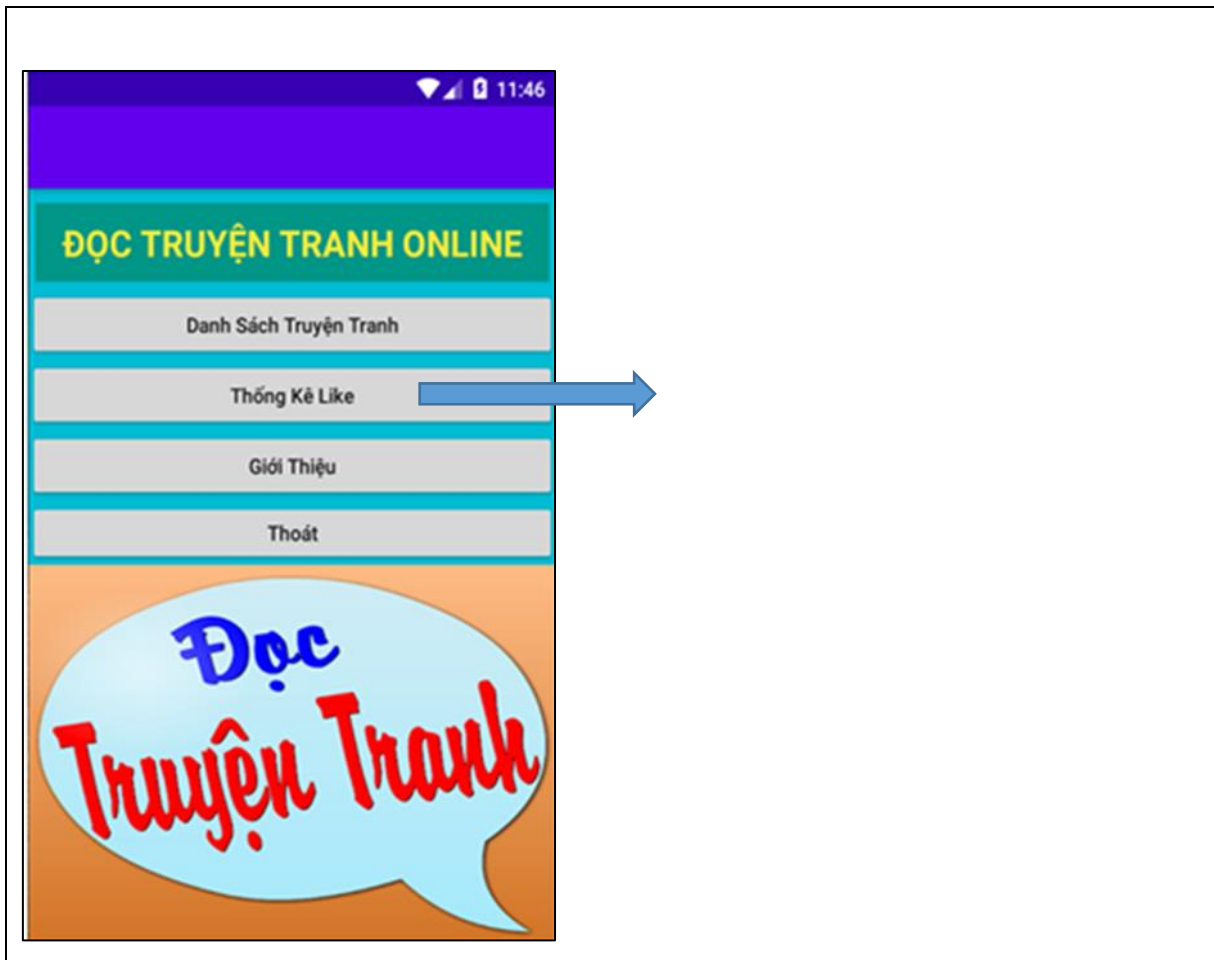 11:46
ĐỌC TRUYỆN TRANH ONLINE
Danh Sách Truyện Tranh
Thống Kê Like
Giới Thiệu
Thoát
Đọc
Truyện Tranh